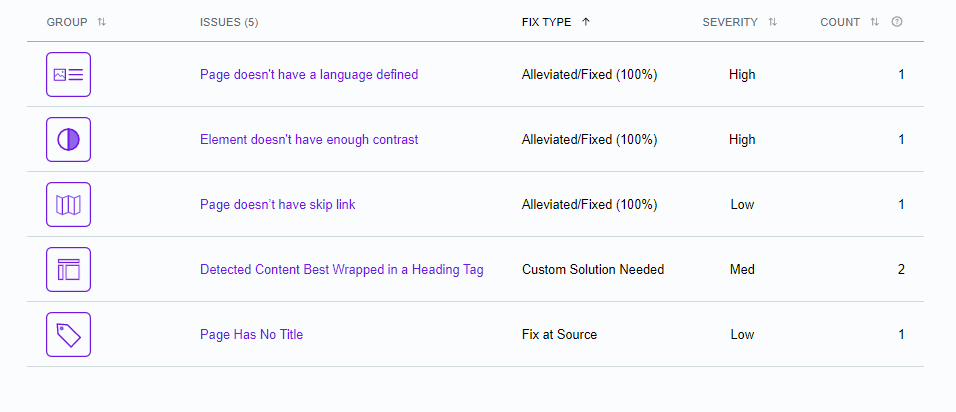 GROUP ISSUES (5) FIX TYPE SEVERITY COUNT ?
Page doesn't have a language defined Alleviated/Fixed (100%) High 1
Element doesn't have enough contrast Alleviated/Fixed (100%) High 1
Page doesn't have skip link Alleviated/Fixed (100%) Low 1
Detected Content Best Wrapped in a Heading Tag Custom Solution Needed Med 2
Page Has No Title Fix at Source Low 1